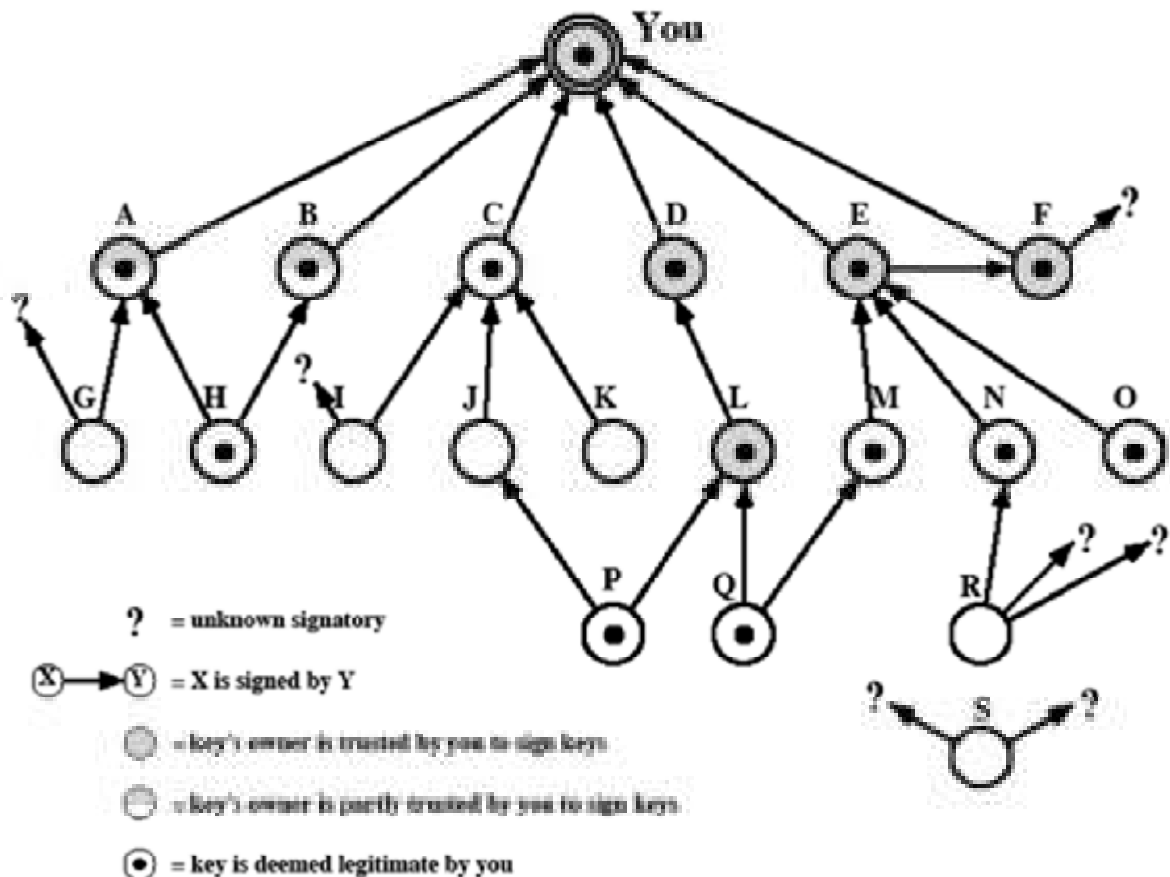 You
A B C D E F ?
?
?
G H I J K L M N O
? ?
P Q R
? = unknown signatory
X Y = X is signed by Y
? S ?
= key's owner is trusted by you to sign keys
= key's owner is partly trusted by you to sign keys
= key is deemed legitimate by you